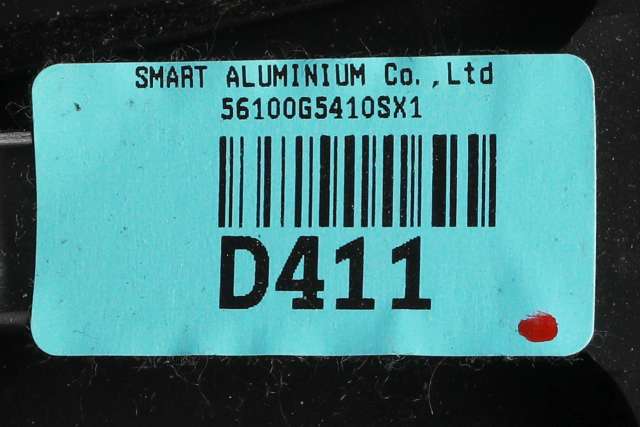 SMART ALUMINIUM Co.,Ltd
56100G5410SX1
D411